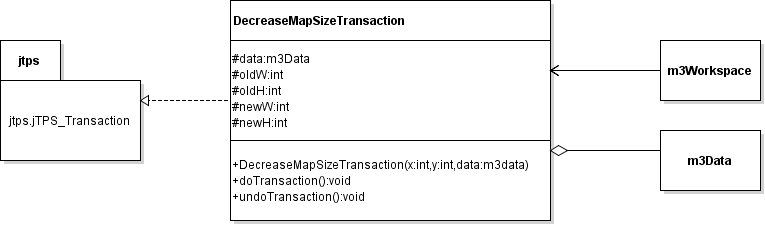 DecreaseMapSizeTransaction
jtps
jtps.jTPS_Transaction
#data:m3Data
#oldW:int
#oldH:int
#newW:int
#newH:int
+DecreaseMapSizeTransaction(x:int,y:int,data:m3data)
+doTransaction():void
+undoTransaction():void
m3Workspace
m3Data